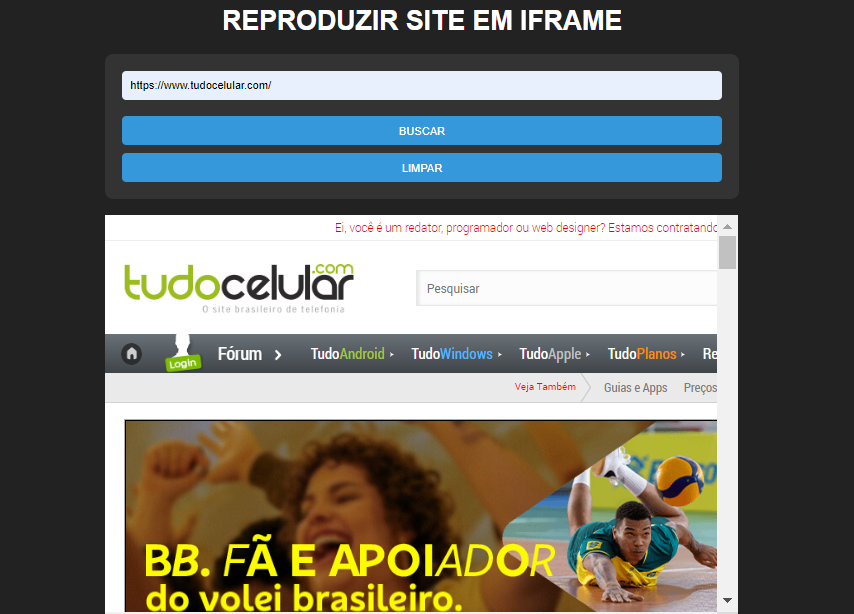 REPRODUZIR SITE EM IFRAME
https://www.tudocelular.com/
BUSCAR
LIMPAR
Ei, você é um redator, programador ou web designer? Estamos contratando
tudocelular.com
O site brasileiro de telefonia
Pesquisar
Login Fórum TudoAndroid TudoWindows TudoApple TudoPlanos Re
Veja Também Guias e Apps Preços
BB. FÃ E APOIADOR
do volei brasileiro.